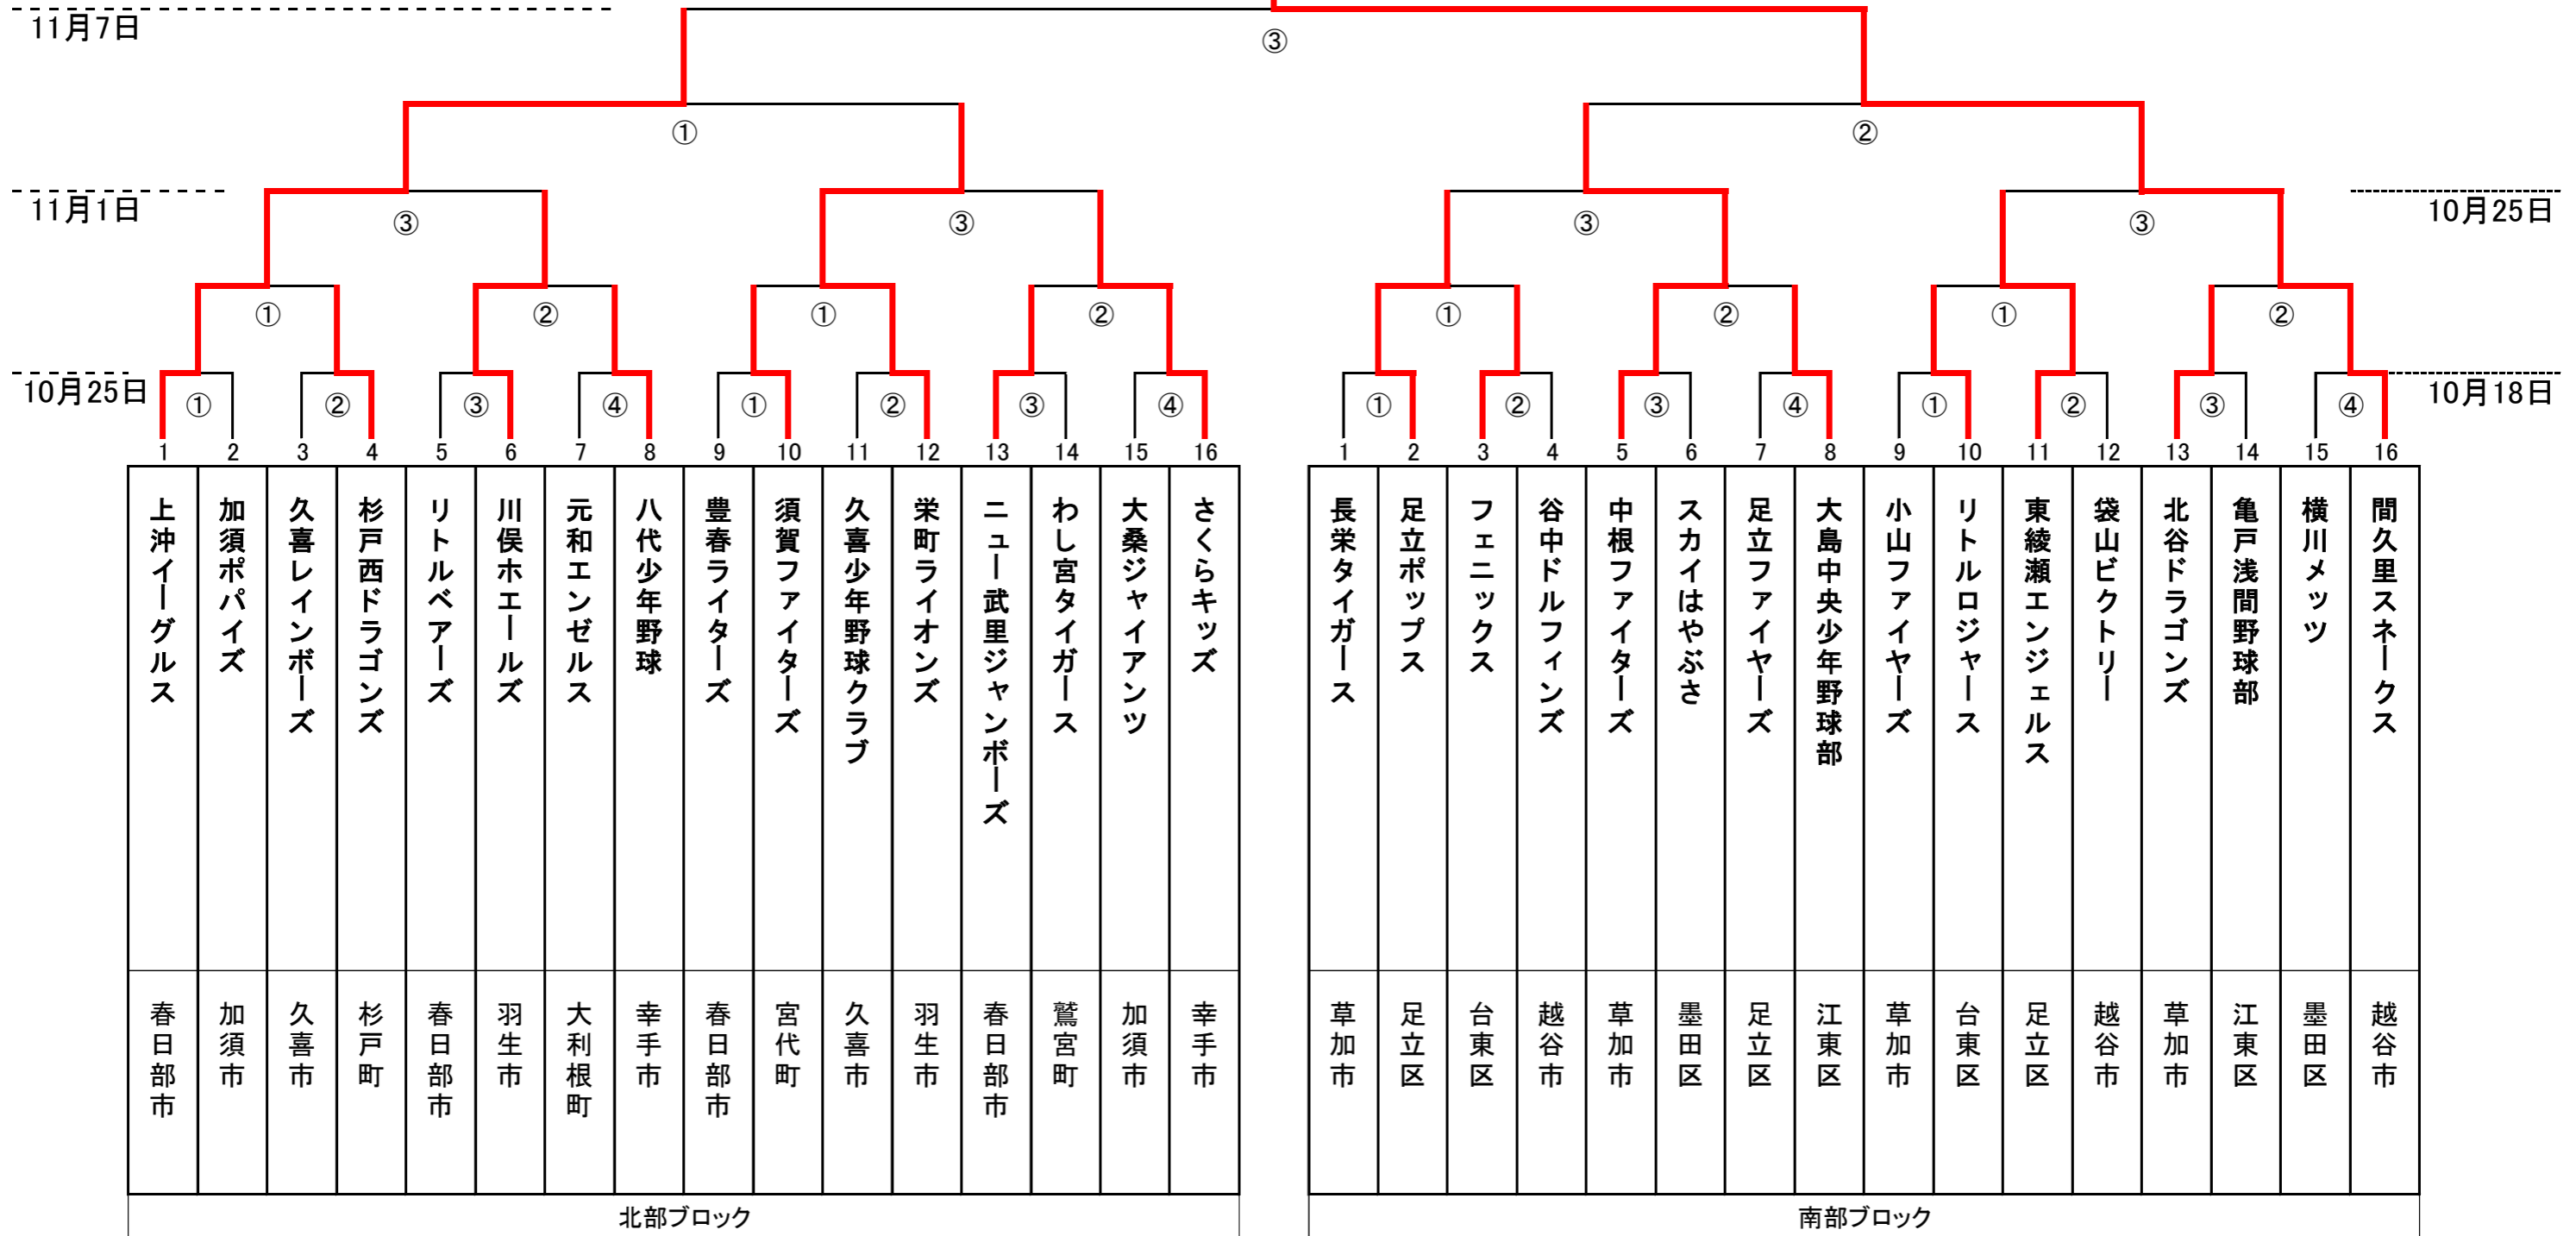 11月7日
③
①
②
11月1日
10月25日
③
③
③
③
①
②
①
②
①
②
①
②
10月25日
10月18日
①
②
③
④
①
②
③
④
①
②
③
④
①
②
③
④
1
2
3
4
5
6
7
8
9
10
11
12
13
14
15
16
1
2
3
4
5
6
7
8
9
10
11
12
13
14
15
16
上沖イーグルス
加須ポパイズ
久喜レインボーズ
杉戸西ドラゴンズ
リトルベアーズ
川俣ホエールズ
元和エンゼルス
八代少年野球
豊春ライターズ
須賀ファイターズ
久喜少年野球クラブ
栄町ライオンズ
ニュー武里ジャンボーズ
わし宮タイガース
大桑ジャイアンツ
さくらキッズ
長栄タイガース
足立ポップス
フェニックス
谷中ドルフィンズ
中根ファイターズ
スカイはやぶさ
足立ファイヤーズ
大島中央少年野球部
小山ファイヤーズ
リトルロジャース
東綾瀬エンジェルス
袋山ビクトリー
北谷ドラゴンズ
亀戸浅間野球部
横川メッツ
間久里スネークス
春日部市
加須市
久喜市
杉戸町
春日部市
羽生市
大利根町
幸手市
春日部市
宮代町
久喜市
羽生市
春日部市
鷲宮町
加須市
幸手市
草加市
足立区
台東区
越谷市
草加市
墨田区
足立区
江東区
草加市
台東区
足立区
越谷市
草加市
江東区
墨田区
越谷市
北部ブロック
南部ブロック